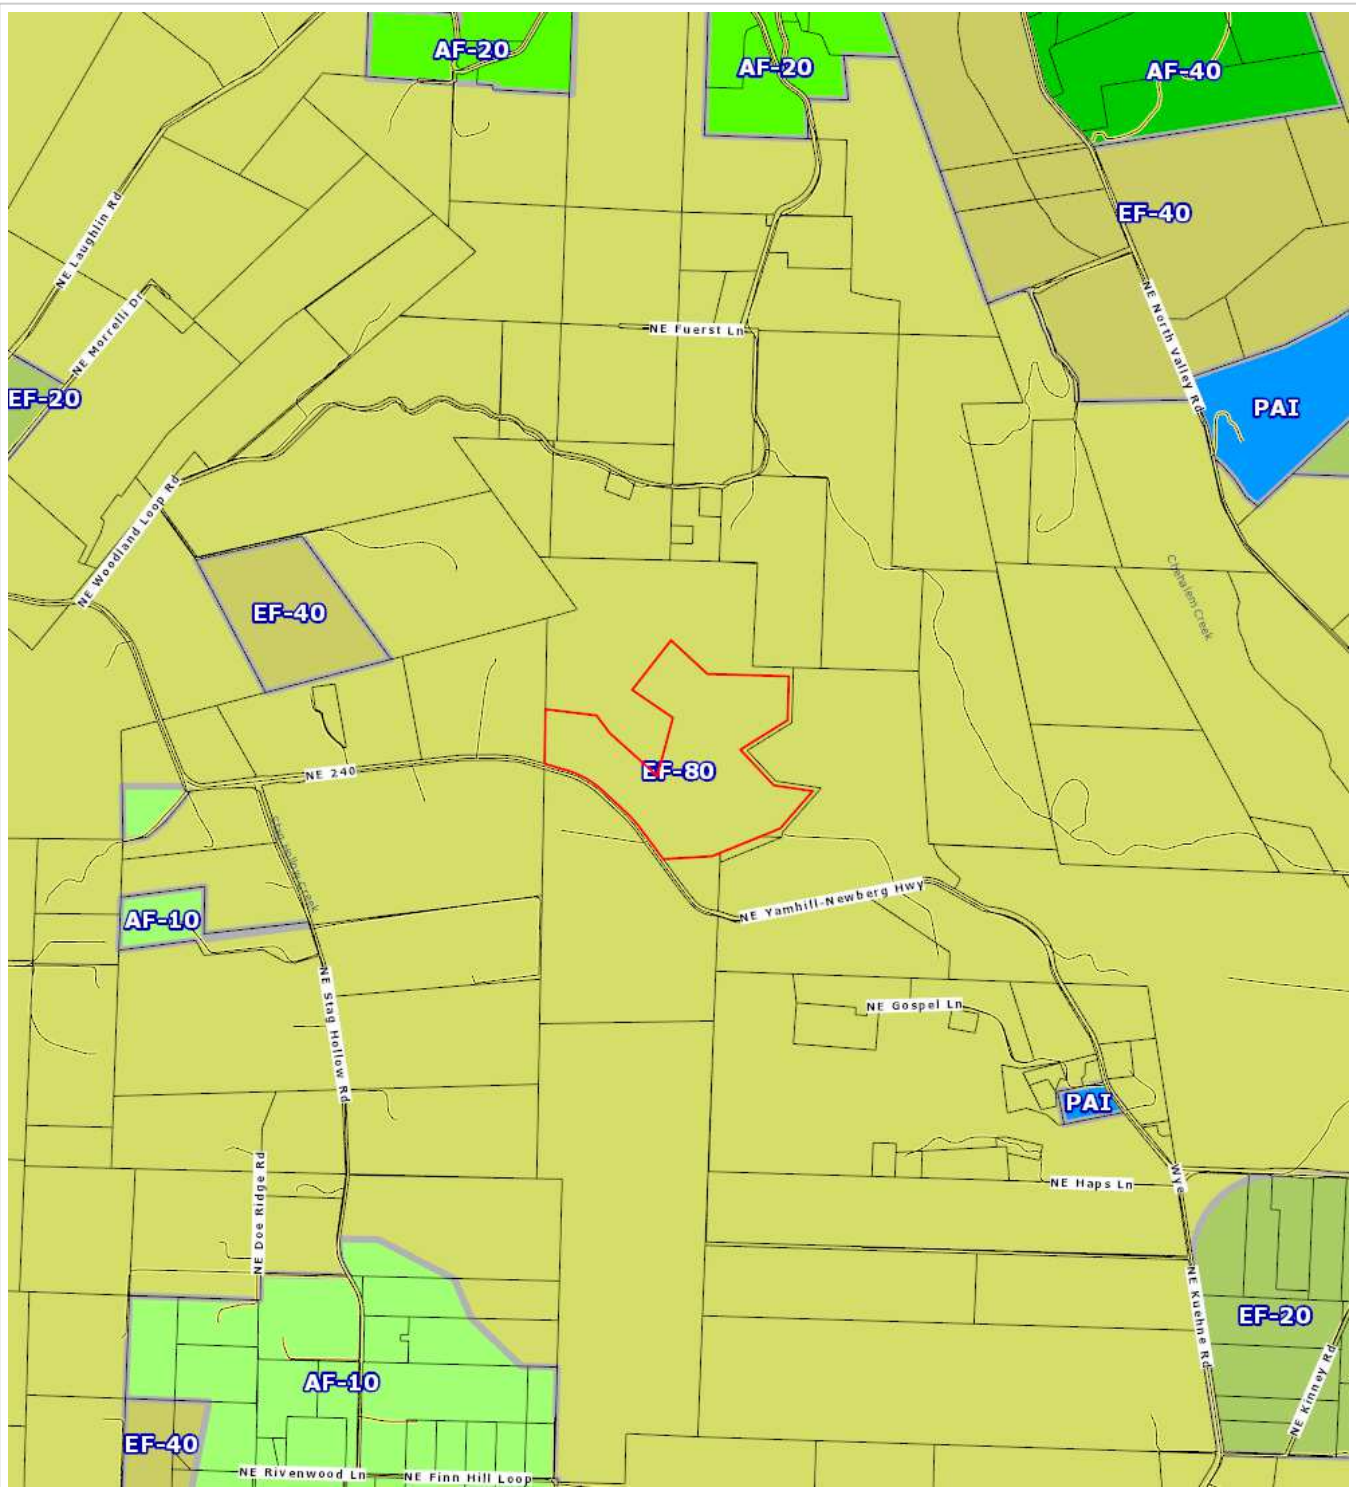 AF-20
AF-20
AF-40
NE Laughlin Rd
EF-40
NE Morrelli Dr
NE North Valley Rd
NE Fuerst Ln
EF-20
PAI
NE Woodland Loop Rd
Chehalem Creek
EF-40
NE 240
EF-80
NE Yamhill-Newberg Hwy
AF-10
NE Stag Hollow Rd
NE Gospel Ln
PAI
NE Doe Ridge Rd
NE Haps Ln
Wye
NE Kuehne Rd
EF-20
NE Kinney Rd
AF-10
EF-40
NE Rivenwood Ln
NE Finn Hill Loop